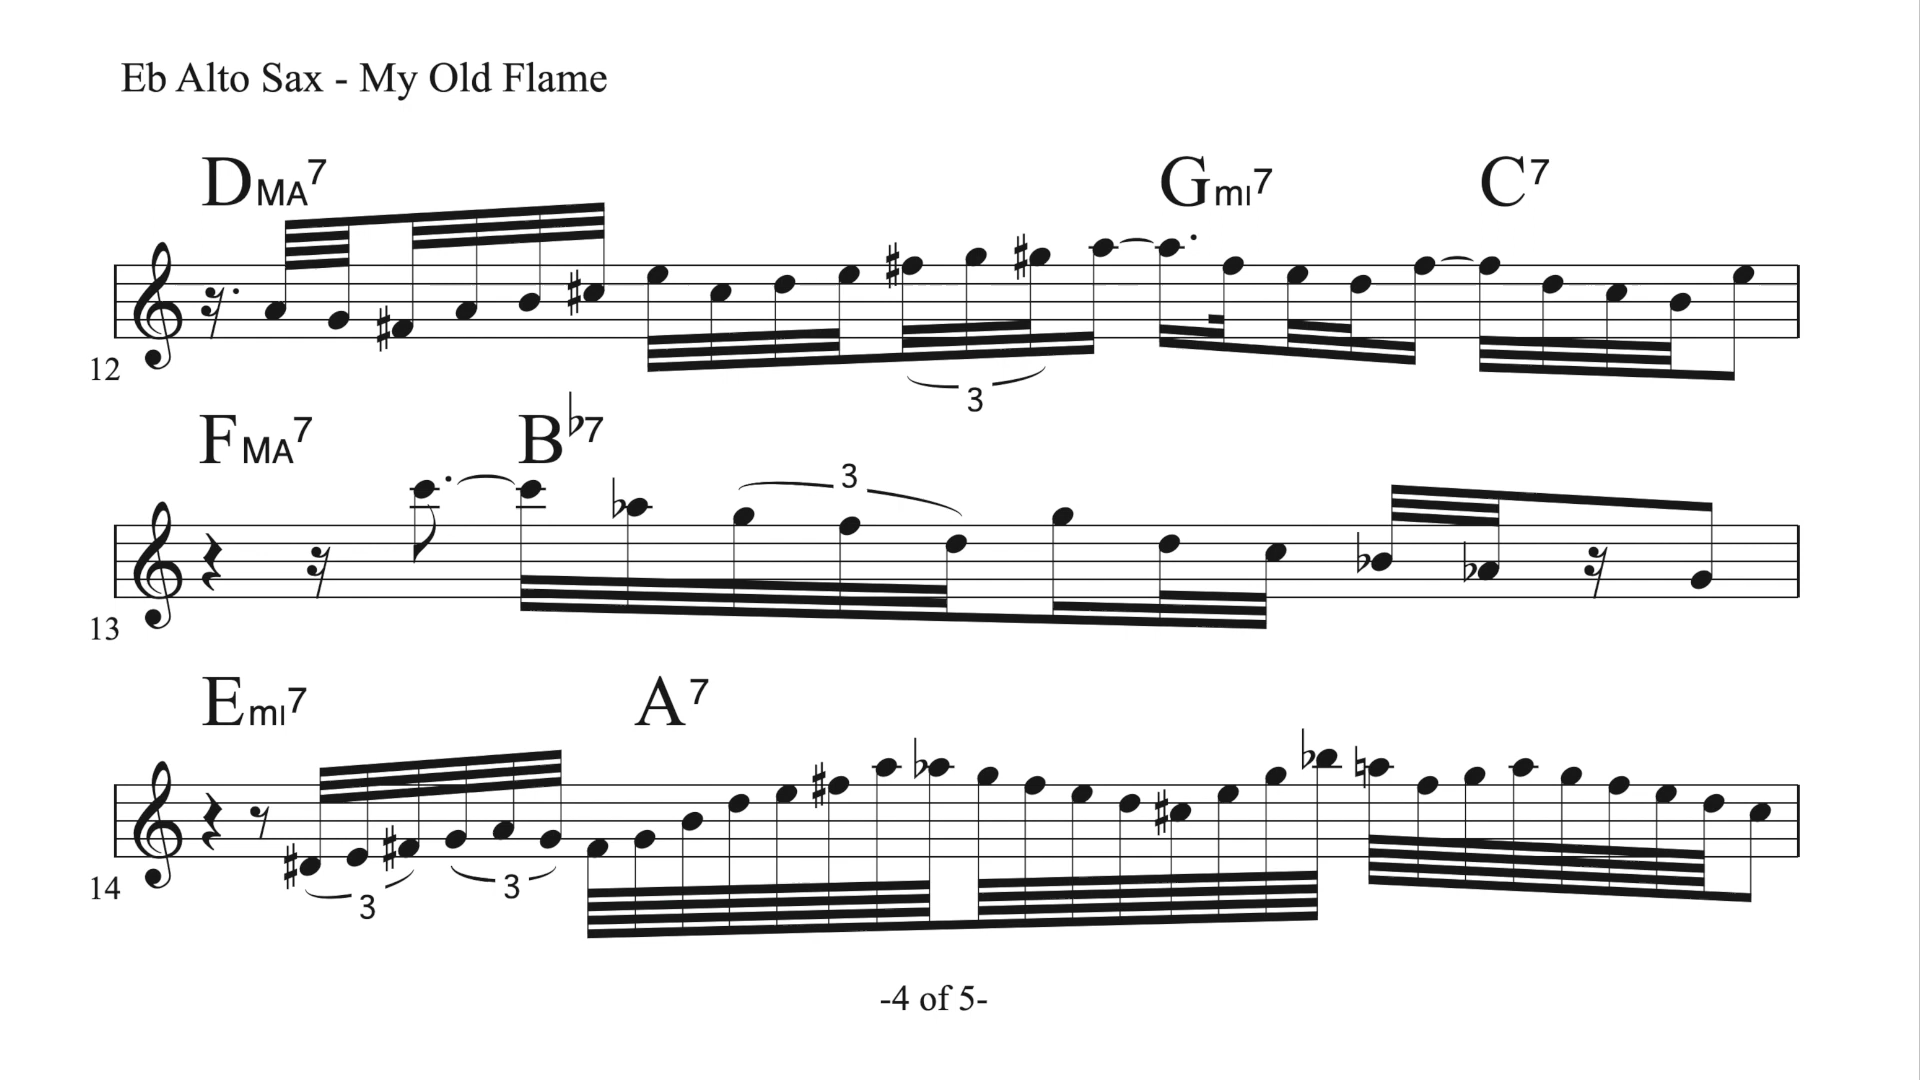 Eb Alto Sax - My Old Flame
DMA7 Gmi7 C7
3
12
FMA7 B♭7
3
13
Emi7 A7
3 3
14
-4 of 5-